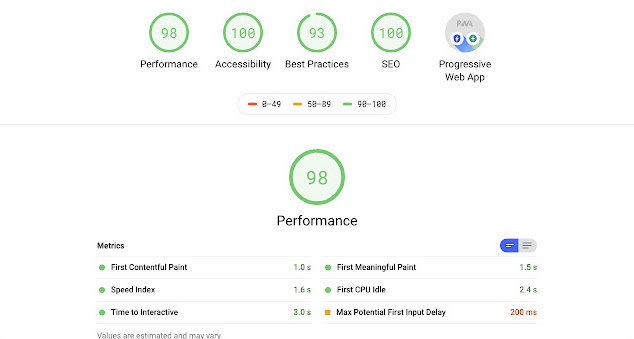 98 100 93 100 PWA
Performance Accessibility Best Practices SEO Progressive
Web App
0–49 50–89 90–100
98
Performance
Metrics
First Contentful Paint 1.0 s First Meaningful Paint 1.5 s
Speed Index 1.6 s First CPU Idle 2.4 s
Time to Interactive 3.0 s Max Potential First Input Delay 200 ms
Values are estimated and may vary.